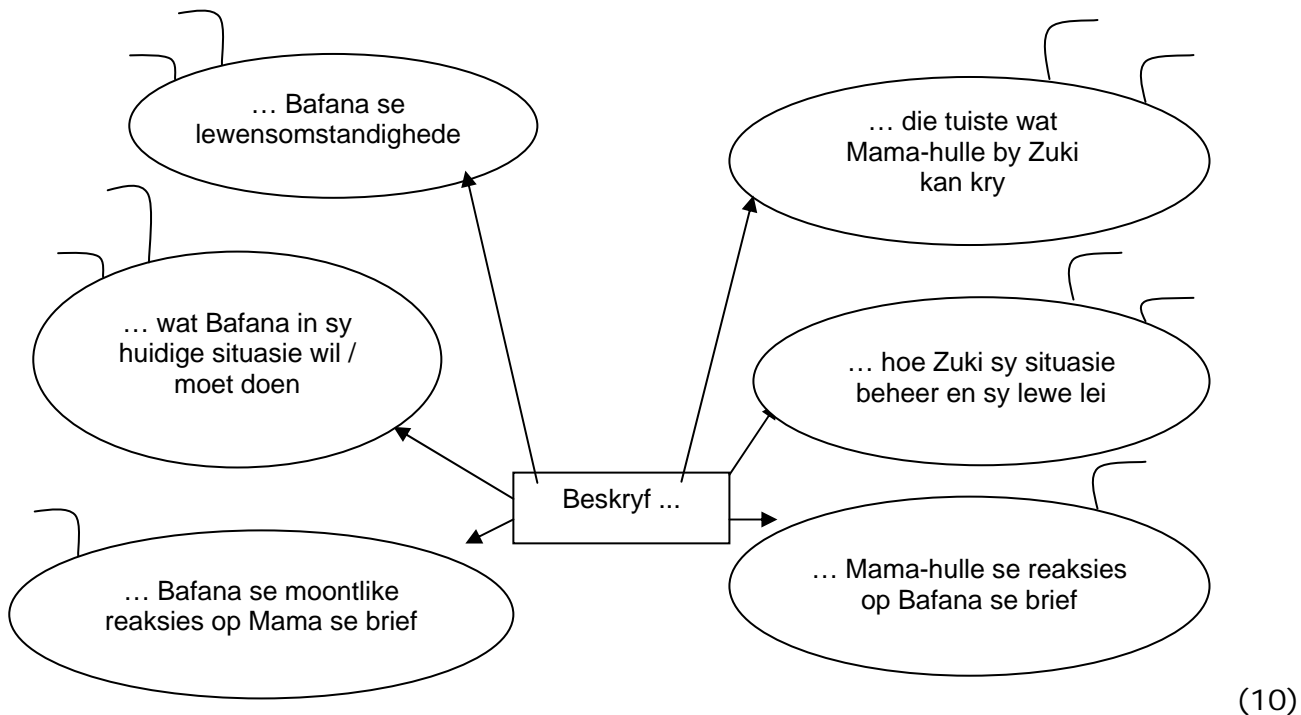 … Bafana se
lewensomstandighede
… die tuiste wat
Mama-hulle by Zuki
kan kry
… wat Bafana in sy
huidige situasie wil /
moet doen
… hoe Zuki sy situasie
beheer en sy lewe lei
Beskryf ...
… Bafana se moontlike
reaksies op Mama se brief
… Mama-hulle se reaksies
op Bafana se brief
(10)